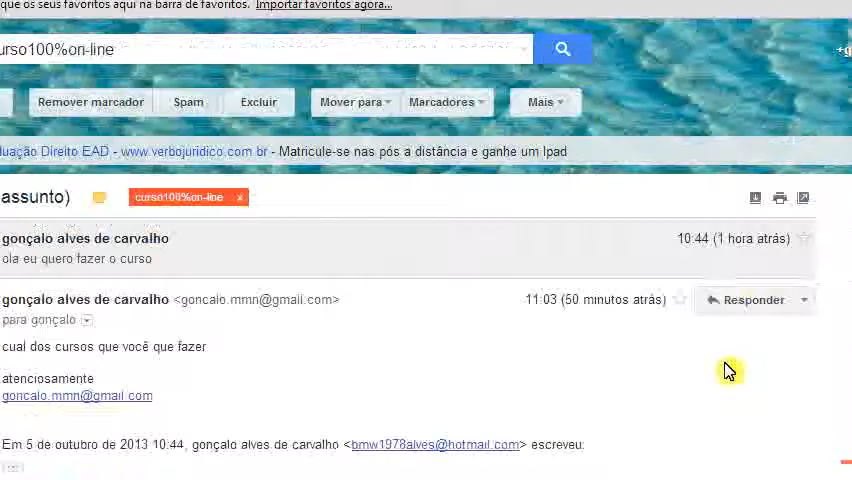 que os seus favoritos aqui na barra de favoritos. Importar favoritos agora...
urso100%on-line
+g
Remover marcador Spam Excluir Mover para Marcadores Mais
duação Direito EAD - www.verbojuridico.com.br - Matricule-se nas pós a distância e ganhe um Ipad
assunto) curso100%on-line x
gonçalo alves de carvalho 10:44 (1 hora atrás)
ola eu quero fazer o curso
gonçalo alves de carvalho <goncalo.mmn@gmail.com> 11:03 (50 minutos atrás) Responder
para gonçalo
cual dos cursos que você que fazer
atenciosamente
goncalo.mmn@gmail.com
Em 5 de outubro de 2013 10:44, gonçalo alves de carvalho <bmw1978alves@hotmail.com> escreveu: